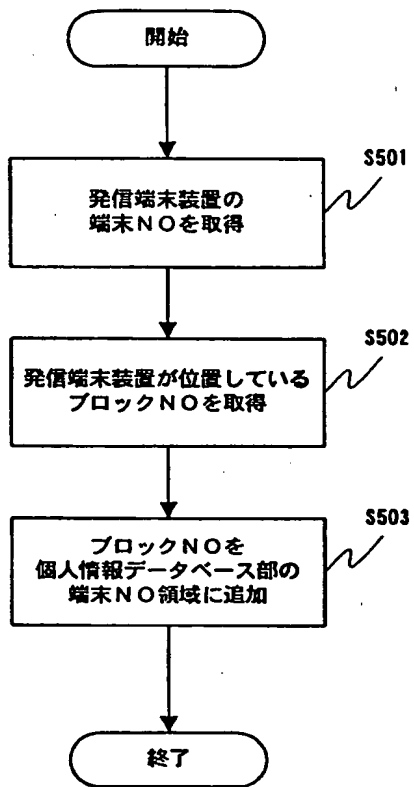 開始
S501
発信端末装置の
端末NOを取得
S502
発信端末装置が位置している
ブロックNOを取得
S503
ブロックNOを
個人情報データベース部の
端末NO領域に追加
終了